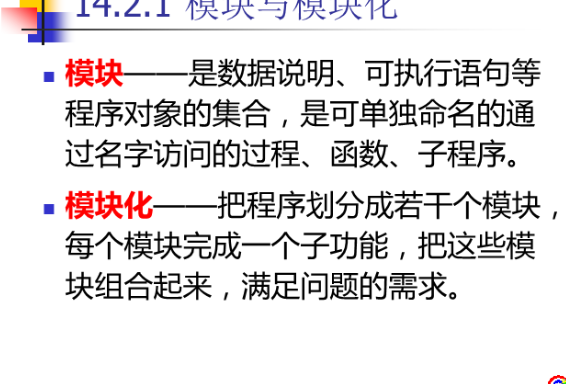 14.2.1 模块与模块化
模块——是数据说明、可执行语句等
程序对象的集合，是可单独命名的通
过名字访问的过程、函数、子程序。
模块化——把程序划分成若干个模块，
每个模块完成一个子功能，把这些模
块组合起来，满足问题的需求。